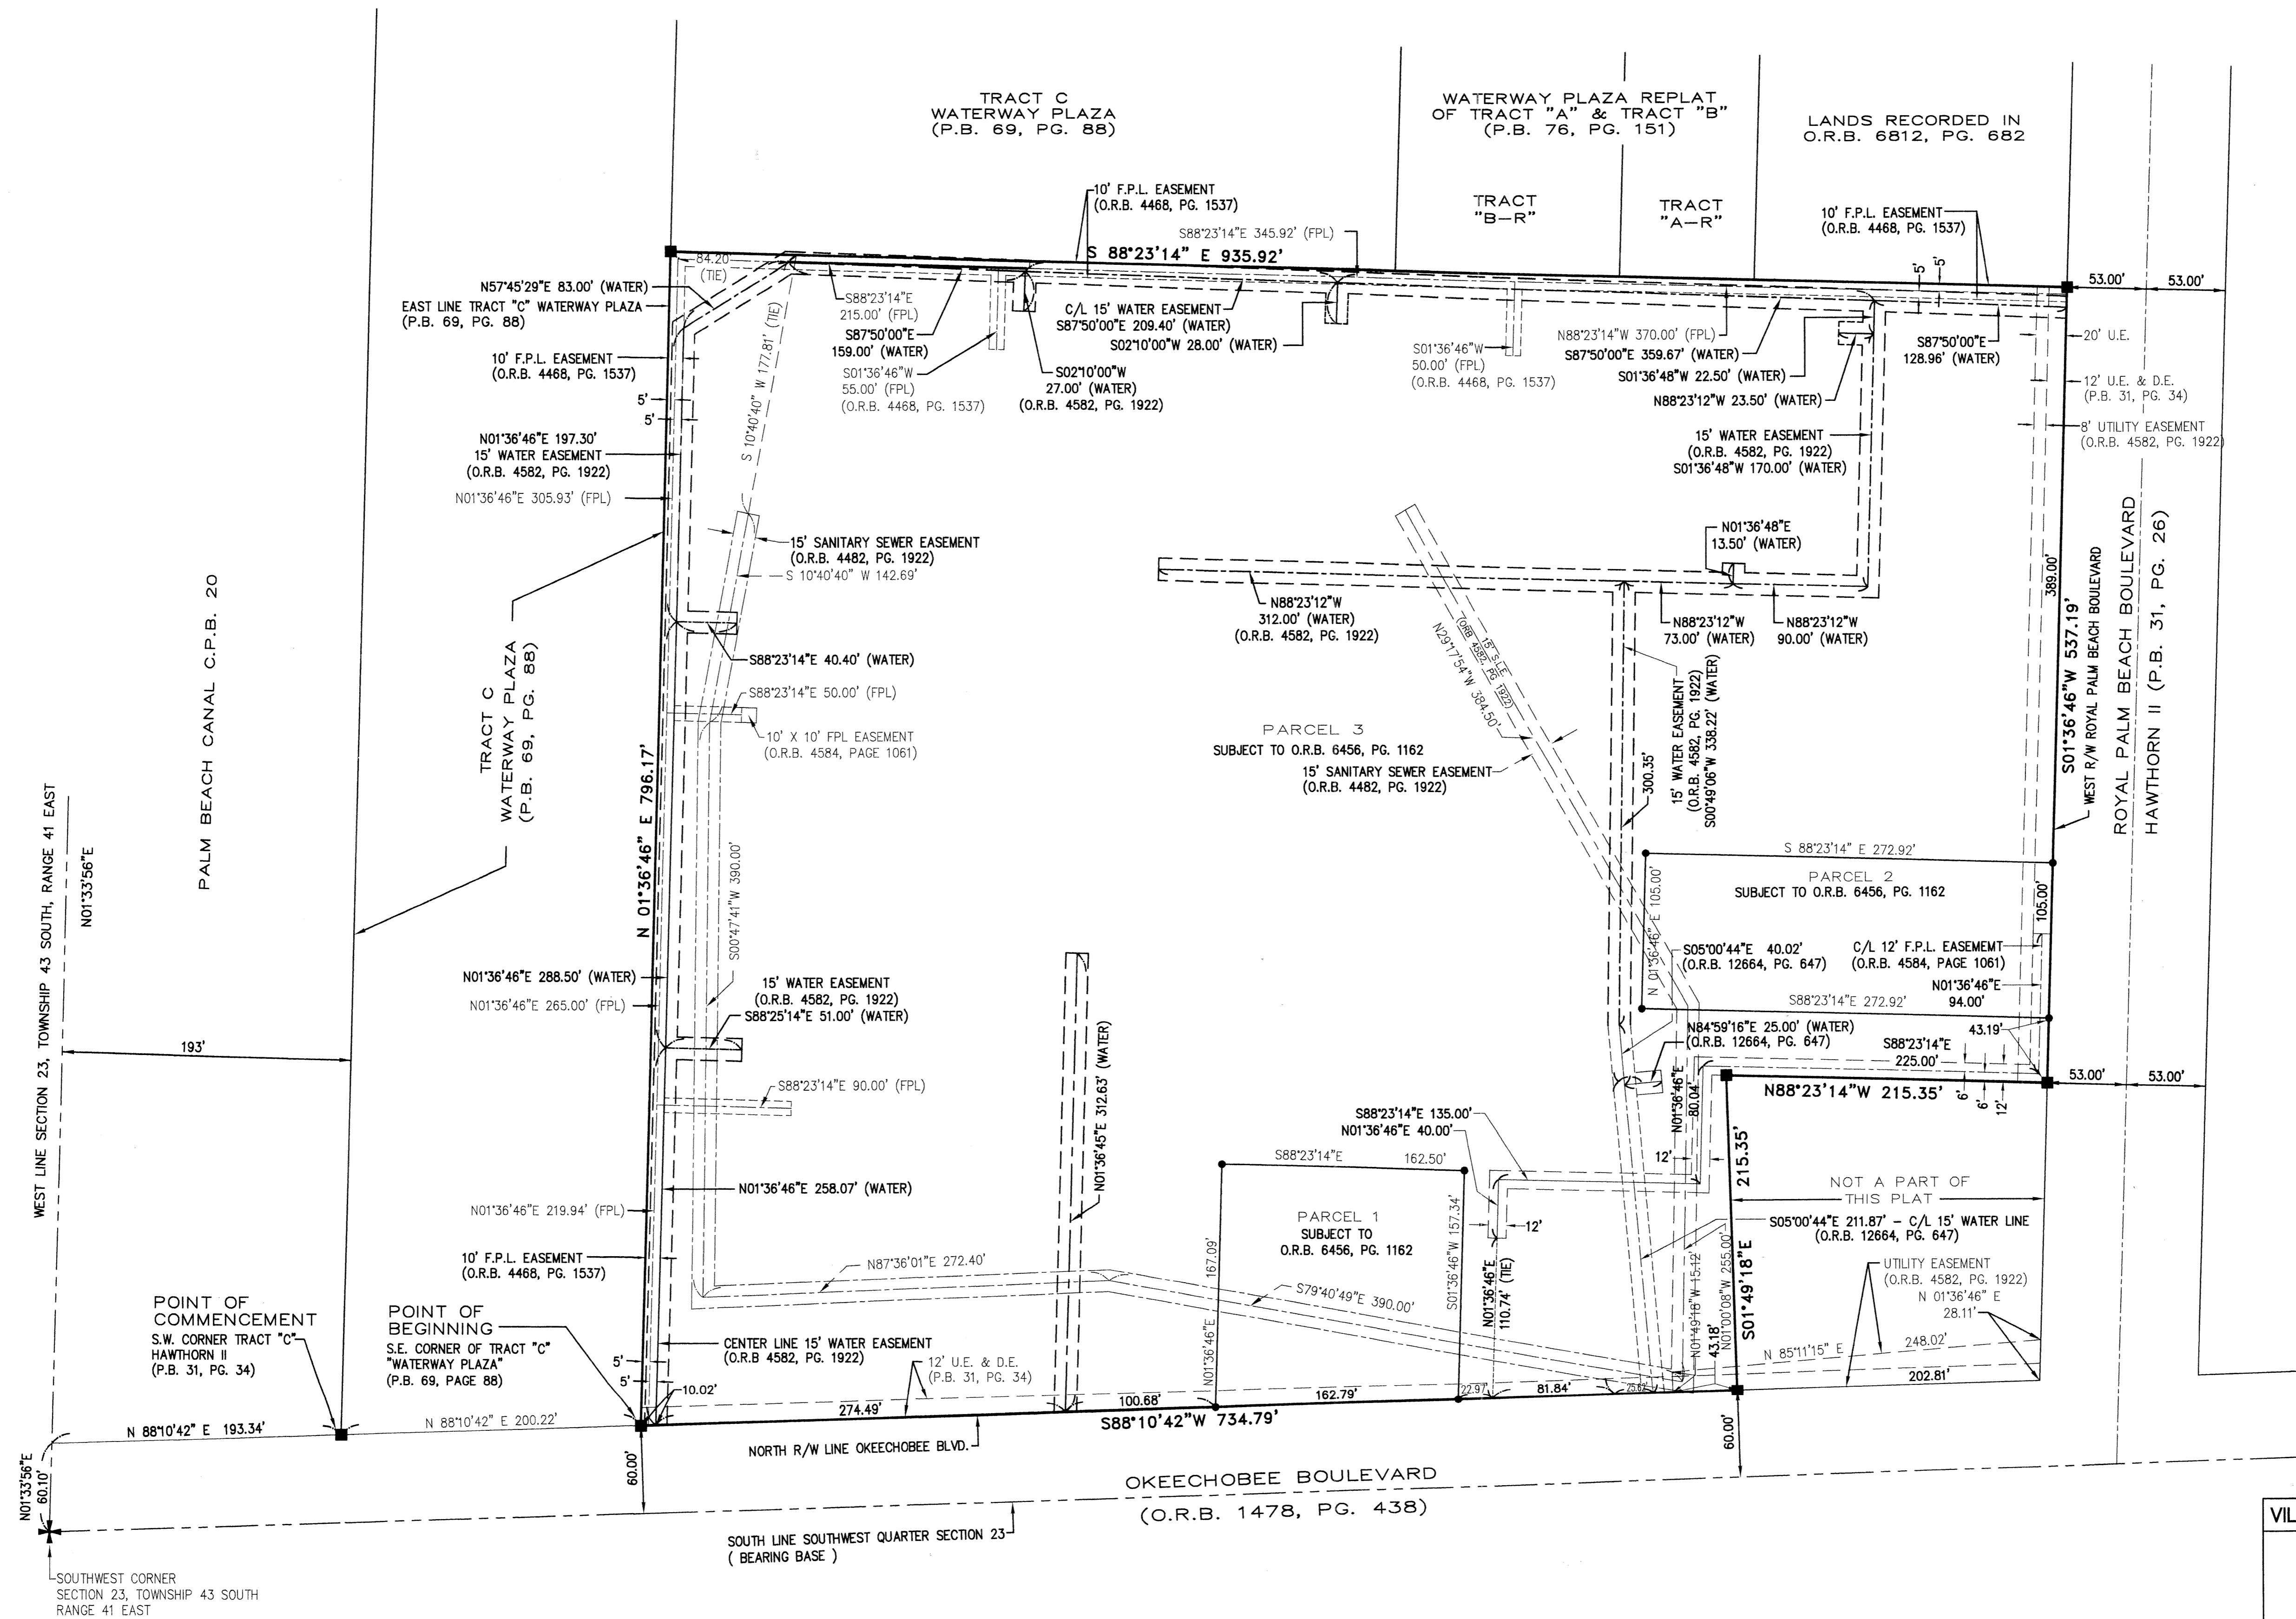 TRACT C
WATERWAY PLAZA
(P.B. 69, PG. 88)
WATERWAY PLAZA REPLAT
OF TRACT "A" & TRACT "B"
(P.B. 76, PG. 151)
LANDS RECORDED IN
O.R.B. 6812, PG. 682
TRACT
"B-R"
TRACT
"A-R"
10' F.P.L. EASEMENT
(O.R.B. 4468, PG. 1537)
S88°23'14"E 345.92' (FPL)
S 88°23'14" E 935.92'
10' F.P.L. EASEMENT
(O.R.B. 4468, PG. 1537)
5'
5'
53.00'
53.00'
84.20
(TIE)
N57°45'29"E 83.00' (WATER)
EAST LINE TRACT "C" WATERWAY PLAZA
(P.B. 69, PG. 88)
S88°23'14"E
215.00' (FPL)
S87°50'00"E
159.00' (WATER)
S01°36'46"W
55.00' (FPL)
(O.R.B. 4468, PG. 1537)
C/L 15' WATER EASEMENT
S87°50'00"E 209.40' (WATER)
S02°10'00"W 28.00' (WATER)
S02°10'00"W
27.00' (WATER)
(O.R.B. 4582, PG. 1922)
S01°36'46"W
50.00' (FPL)
(O.R.B. 4468, PG. 1537)
N88°23'14"W 370.00' (FPL)
S87°50'00"E 359.67' (WATER)
S01°36'48"W 22.50' (WATER)
N88°23'12"W 23.50' (WATER)
S87°50'00"E
128.96' (WATER)
20' U.E.
12' U.E. & D.E.
(P.B. 31, PG. 34)
8' UTILITY EASEMENT
(O.R.B. 4582, PG. 1922)
10' F.P.L. EASEMENT
(O.R.B. 4468, PG. 1537)
5'
5'
S 10°40'40" W 177.81' (TIE)
N01°36'46"E 197.30'
15' WATER EASEMENT
(O.R.B. 4582, PG. 1922)
N01°36'46"E 305.93' (FPL)
15' WATER EASEMENT
(O.R.B. 4582, PG. 1922)
S01°36'48"W 170.00' (WATER)
15' SANITARY SEWER EASEMENT
(O.R.B. 4482, PG. 1922)
S 10°40'40" W 142.69'
N01°36'48"E
13.50' (WATER)
N88°23'12"W
312.00' (WATER)
(O.R.B. 4582, PG. 1922)
N88°23'12"W
73.00' (WATER)
N88°23'12"W
90.00' (WATER)
389.00'
S01°36'46"W 537.19'
WEST R/W ROYAL PALM BEACH BOULEVARD
ROYAL PALM BEACH BOULEVARD
HAWTHORN II (P.B. 31, PG. 26)
15' S.L.E.
(ORB 4582, PG. 1922)
N29°17'54"W 384.50'
15' WATER EASEMENT
(O.R.B. 4582, PG. 1922)
S00°49'06"W 338.22' (WATER)
300.35'
S88°23'14"E 40.40' (WATER)
S88°23'14"E 50.00' (FPL)
10' X 10' FPL EASEMENT
(O.R.B. 4584, PAGE 1061)
PARCEL 3
SUBJECT TO O.R.B. 6456, PG. 1162
15' SANITARY SEWER EASEMENT
(O.R.B. 4482, PG. 1922)
PALM BEACH CANAL C.P.B. 20
TRACT C
WATERWAY PLAZA
(P.B. 69, PG. 88)
N 01°36'46" E 796.17'
WEST LINE SECTION 23, TOWNSHIP 43 SOUTH, RANGE 41 EAST
N01°33'56"E
193'
S00°47'41"W 390.00'
S 88°23'14" E 272.92'
PARCEL 2
SUBJECT TO O.R.B. 6456, PG. 1162
N 01°36'46" E 105.00'
105.00'
S05°00'44"E 40.02'
(O.R.B. 12664, PG. 647)
C/L 12' F.P.L. EASEMEMT
(O.R.B. 4584, PAGE 1061)
N01°36'46"E
94.00'
S88°23'14"E 272.92'
43.19'
N84°59'16"E 25.00' (WATER)
(O.R.B. 12664, PG. 647)
S88°23'14"E
225.00'
N01°36'46"E 288.50' (WATER)
N01°36'46"E 265.00' (FPL)
15' WATER EASEMENT
(O.R.B. 4582, PG. 1922)
S88°25'14"E 51.00' (WATER)
S88°23'14"E 90.00' (FPL)
N01°36'45"E 312.63' (WATER)
N88°23'14"W 215.35'
6'
6'
12'
53.00'
53.00'
N01°36'46"E
80.04'
S88°23'14"E 135.00'
N01°36'46"E 40.00'
12'
S88°23'14"E 162.50'
PARCEL 1
SUBJECT TO
O.R.B. 6456, PG. 1162
N01°36'46"E 167.09'
S01°36'46"W 157.34'
12'
N01°36'46"E
110.74' (TIE)
215.35'
S01°49'18"E
NOT A PART OF
THIS PLAT
S05°00'44"E 211.87' - C/L 15' WATER LINE
(O.R.B. 12664, PG. 647)
UTILITY EASEMENT
(O.R.B. 4582, PG. 1922)
N 01°36'46" E
28.11'
N01°36'46"E 258.07' (WATER)
N01°36'46"E 219.94' (FPL)
10' F.P.L. EASEMENT
(O.R.B. 4468, PG. 1537)
N87°36'01"E 272.40'
S79°40'49"E 390.00'
N01°49'18"W 15.12'
N01°00'08"W 255.00'
43.18'
N 85°11'15" E 248.02'
202.81'
POINT OF
COMMENCEMENT
S.W. CORNER TRACT "C"
HAWTHORN II
(P.B. 31, PG. 34)
POINT OF
BEGINNING
S.E. CORNER OF TRACT "C"
"WATERWAY PLAZA"
(P.B. 69, PAGE 88)
CENTER LINE 15' WATER EASEMENT
(O.R.B 4582, PG. 1922)
5'
5'
10.02'
12' U.E. & D.E.
(P.B. 31, PG. 34)
N 88°10'42" E 193.34'
N 88°10'42" E 200.22'
274.49'
100.68'
162.79'
22.97'
81.84'
25.62'
S88°10'42"W 734.79'
NORTH R/W LINE OKEECHOBEE BLVD.
60.00'
60.00'
N01°33'56"E
60.10'
OKEECHOBEE BOULEVARD
(O.R.B. 1478, PG. 438)
SOUTH LINE SOUTHWEST QUARTER SECTION 23
( BEARING BASE )
SOUTHWEST CORNER
SECTION 23, TOWNSHIP 43 SOUTH
RANGE 41 EAST
VIL